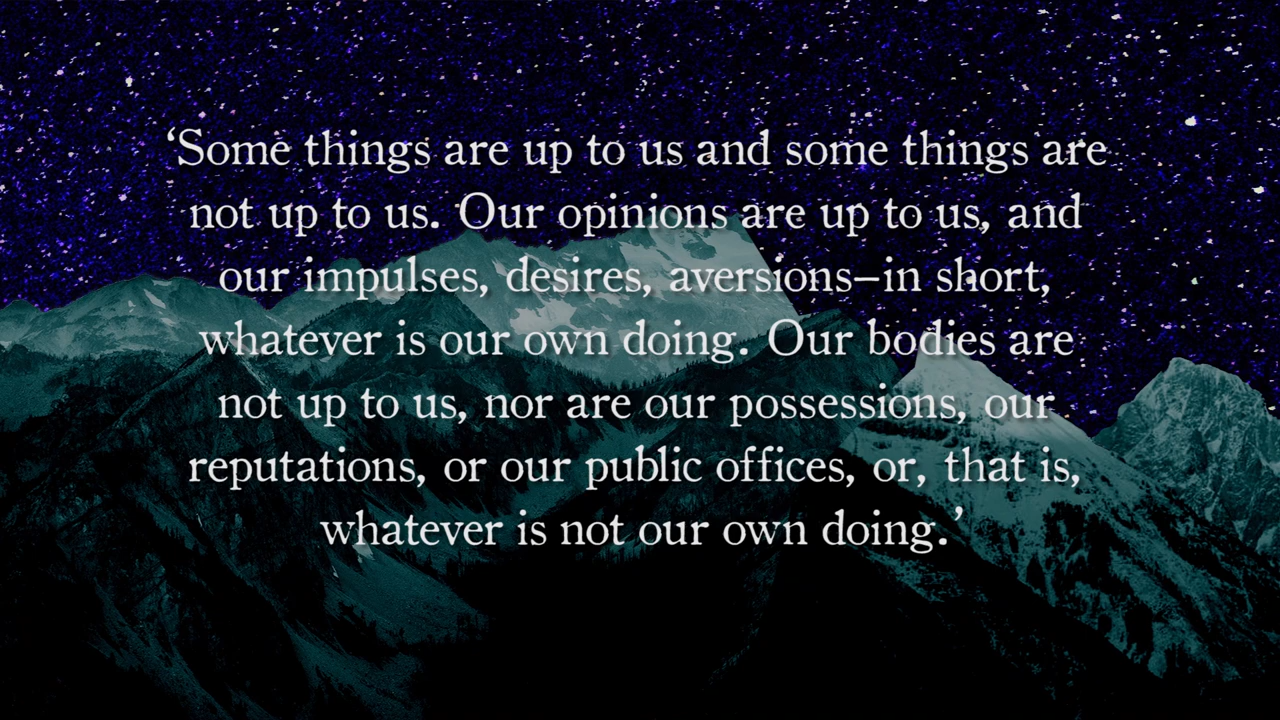 ‘Some things are up to us and some things are
not up to us. Our opinions are up to us, and
our impulses, desires, aversions–in short,
whatever is our own doing. Our bodies are
not up to us, nor are our possessions, our
reputations, or our public offices, or, that is,
whatever is not our own doing.’